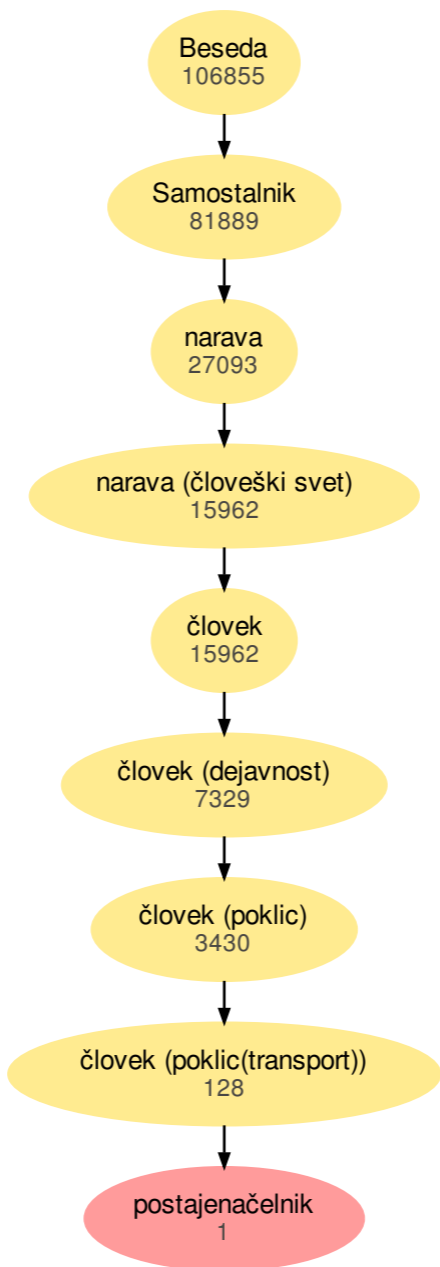 Beseda
106855
Samostalnik
81889
narava
27093
narava (človeški svet)
15962
človek
15962
človek (dejavnost)
7329
človek (poklic)
3430
človek (poklic(transport))
128
postajenačelnik
1